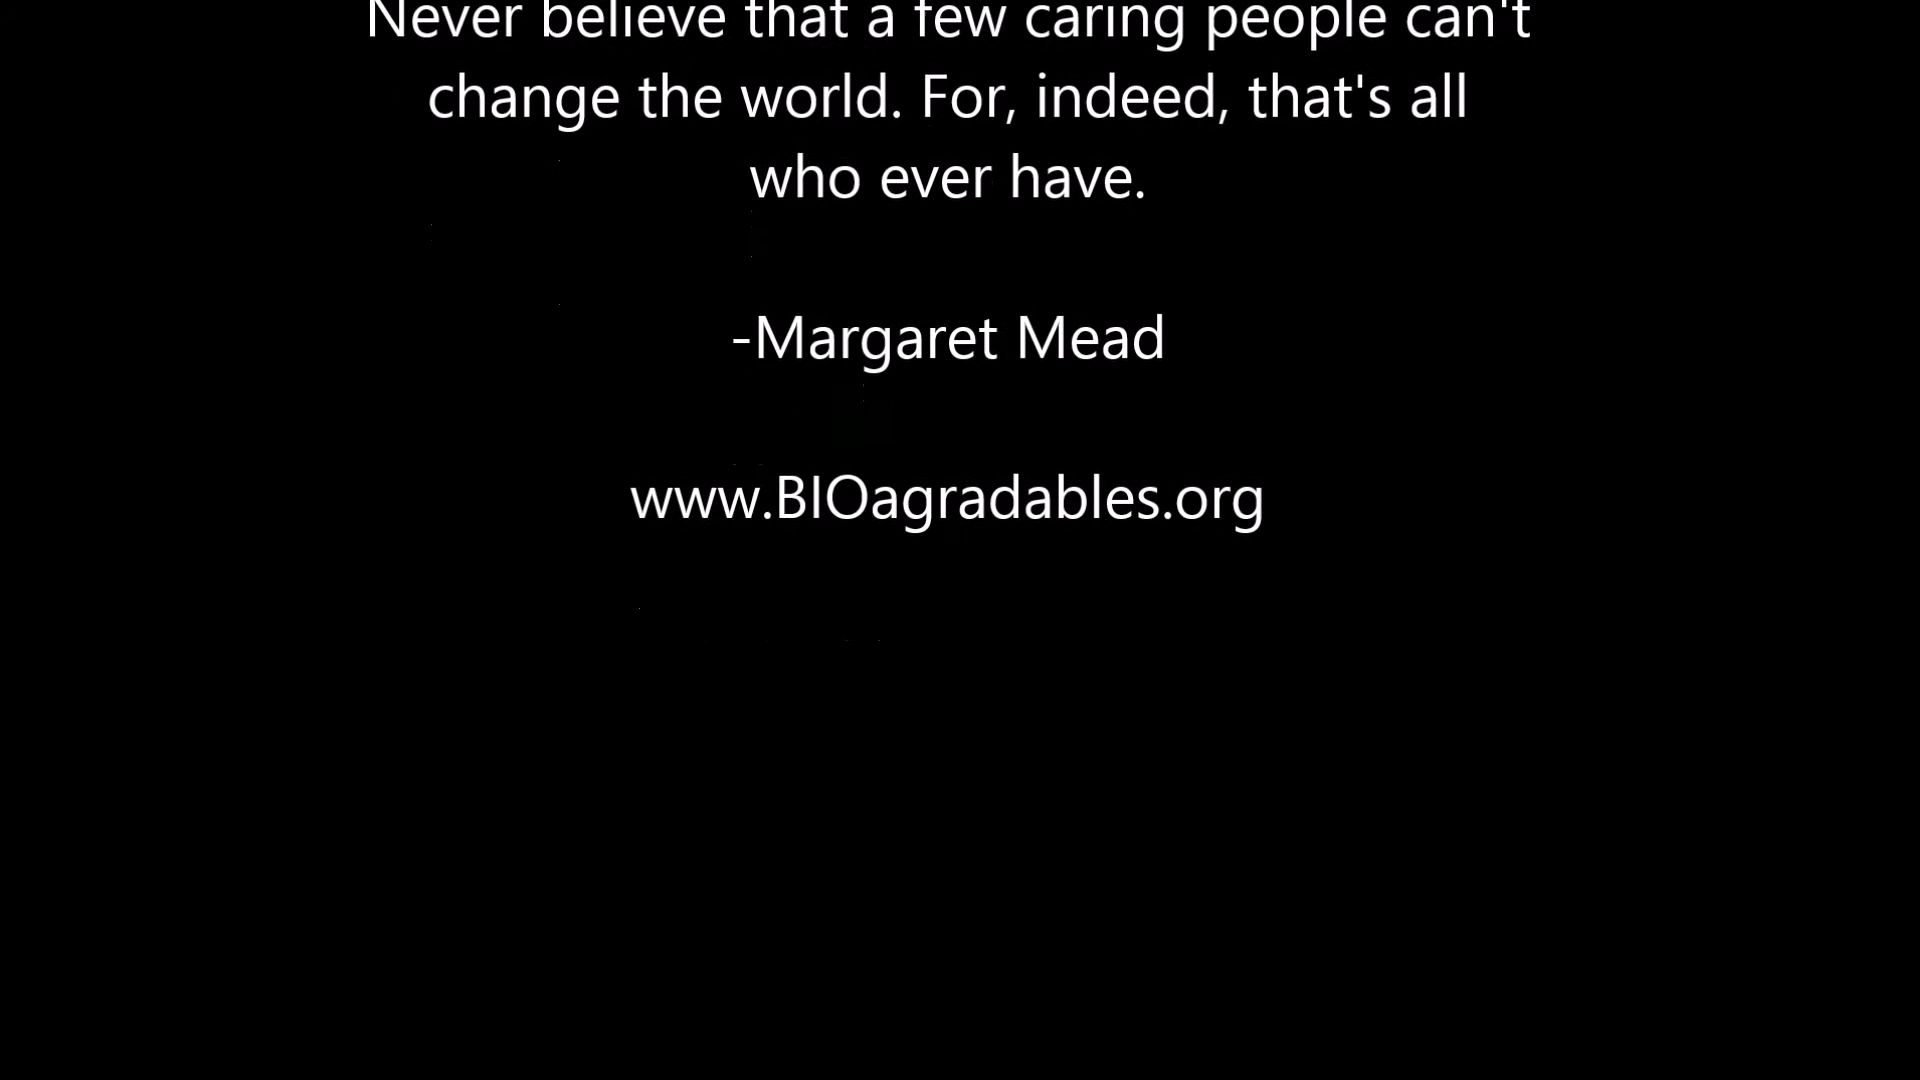 Never believe that a few caring people can't
change the world. For, indeed, that's all
who ever have.
-Margaret Mead
www.BIOagradables.org